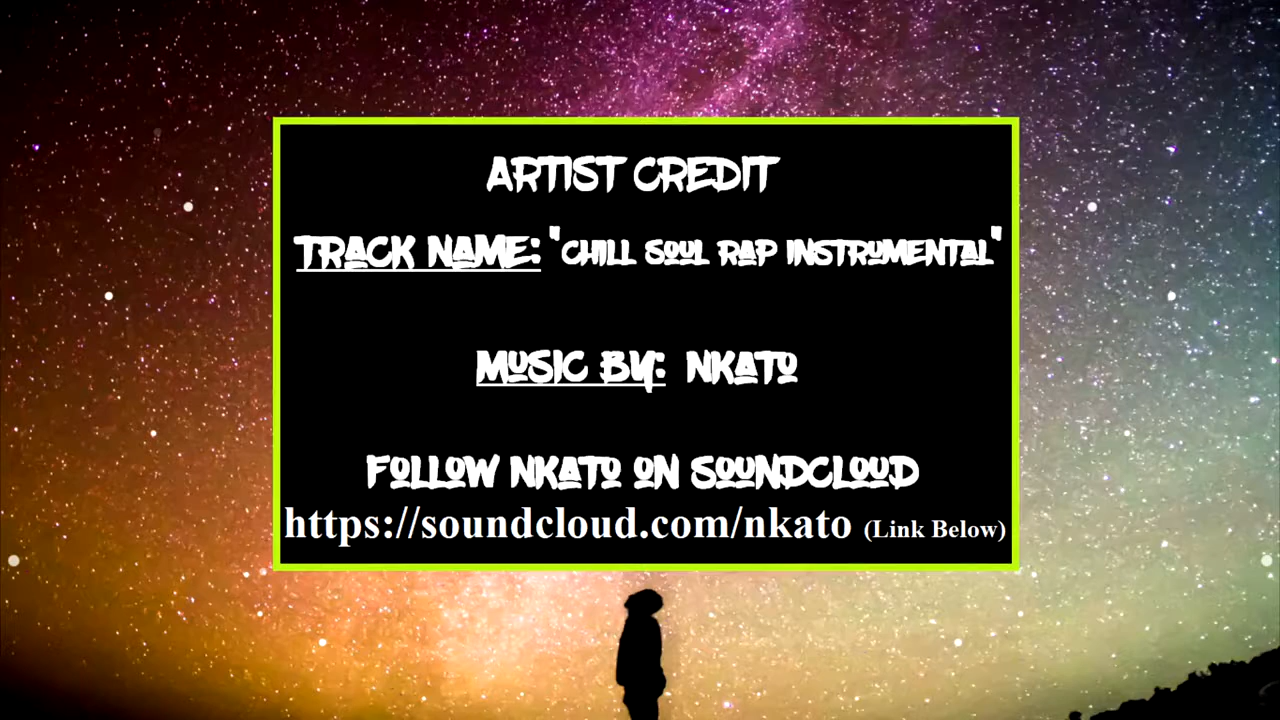 ARTIST CREDIT
TRACK NAME: "CHILL SOUL RAP INSTRUMENTAL"
MUSIC BY: NKATO
FOLLOW NKATO ON SOUNDCLOUD
https://soundcloud.com/nkato (Link Below)